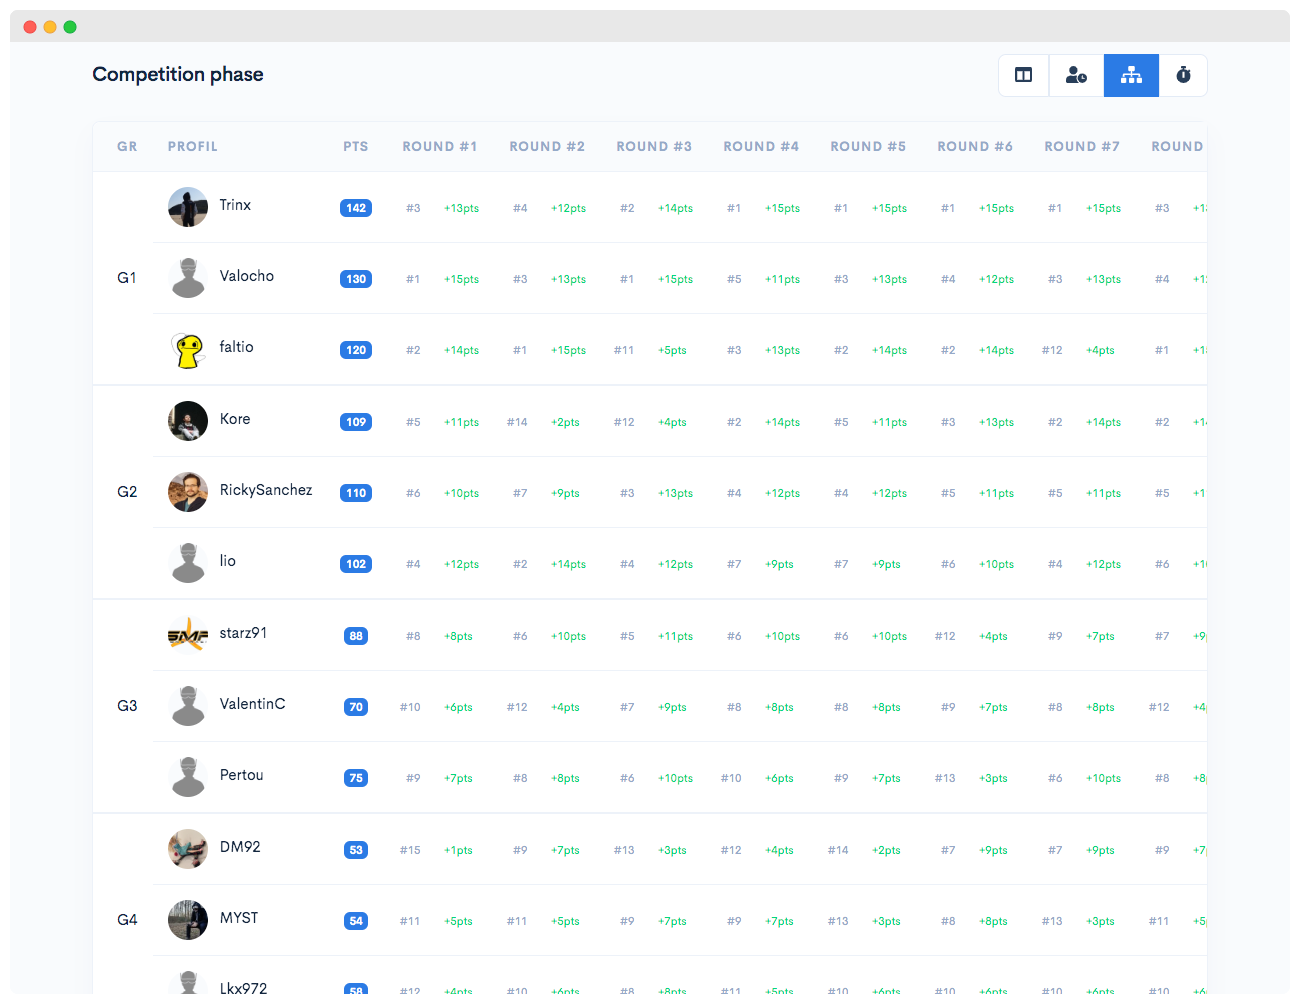 Competition phase
GR PROFIL PTS ROUND #1 ROUND #2 ROUND #3 ROUND #4 ROUND #5 ROUND #6 ROUND #7 ROUND
Trinx 142 #3 +13pts #4 +12pts #2 +14pts #1 +15pts #1 +15pts #1 +15pts #1 +15pts #3
G1 Valocho 130 #1 +15pts #3 +13pts #1 +15pts #5 +11pts #3 +13pts #4 +12pts #3 +13pts #4
faltio 120 #2 +14pts #1 +15pts #11 +5pts #3 +13pts #2 +14pts #2 +14pts #12 +4pts #1
Kore 109 #5 +11pts #14 +2pts #12 +4pts #2 +14pts #5 +11pts #3 +13pts #2 +14pts #2
G2 RickySanchez 110 #6 +10pts #7 +9pts #3 +13pts #4 +12pts #4 +12pts #5 +11pts #5 +11pts #5
lio 102 #4 +12pts #2 +14pts #4 +12pts #7 +9pts #7 +9pts #6 +10pts #4 +12pts #6
SMF starz91 88 #8 +8pts #6 +10pts #5 +11pts #6 +10pts #6 +10pts #12 +4pts #9 +7pts #7
G3 ValentinC 70 #10 +6pts #12 +4pts #7 +9pts #8 +8pts #8 +8pts #9 +7pts #8 +8pts #12
Pertou 75 #9 +7pts #8 +8pts #6 +10pts #10 +6pts #9 +7pts #13 +3pts #6 +10pts #8
DM92 53 #15 +1pts #9 +7pts #13 +3pts #12 +4pts #14 +2pts #7 +9pts #7 +9pts #9
G4 MYST 54 #11 +5pts #11 +5pts #9 +7pts #9 +7pts #13 +3pts #8 +8pts #13 +3pts #11
Lkx972 58 #12 +4pts #10 +6pts #8 +8pts #11 +5pts #10 +6pts #10 +6pts #10 +6pts #10